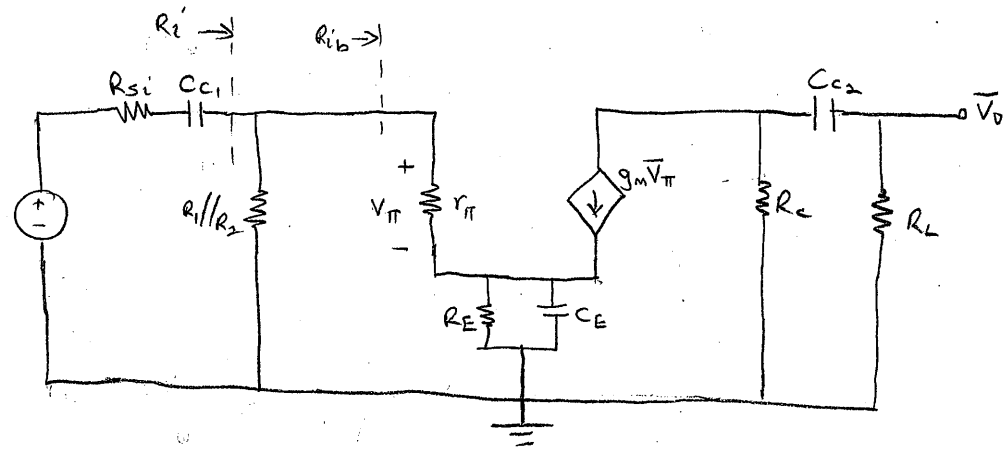 Ri →
Rib →
Rsi
Cc1
Cc2
V̅o
+
gmV̅π
+
-
Vπ
rπ
R1//R2
Rc
RL
-
RE
CE